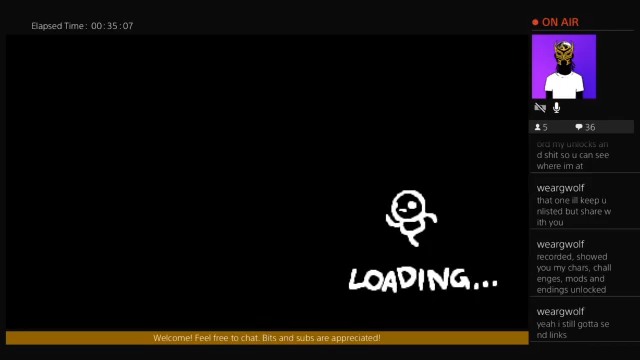 Elapsed Time : 00:35:07
ON AIR
5 36
ord my unlocks an
d shit so u can see
where im at
weargwolf
that one ill keep u
nlisted but share w
ith you
weargwolf
recorded, showed
you my chars, chall
enges, mods and
endings unlocked
weargwolf
yeah i still gotta se
nd links
LOADING...
Welcome! Feel free to chat. Bits and subs are appreciated!